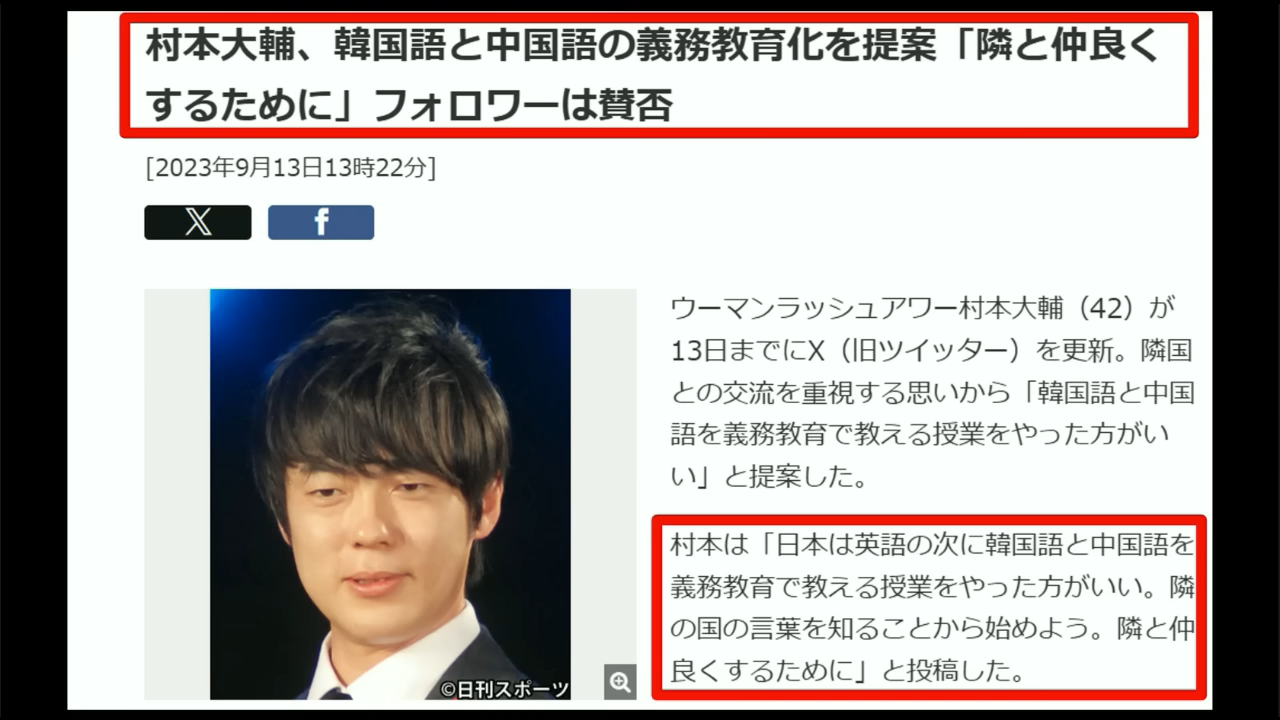 村本大輔、韓国語と中国語の義務教育化を提案「隣と仲良く
するために」フォロワーは賛否
[2023年9月13日13時22分]
X
f
ウーマンラッシュアワー村本大輔（42）が
13日までにX（旧ツイッター）を更新。隣国
との交流を重視する思いから「韓国語と中国
語を義務教育で教える授業をやった方がい
い」と提案した。
村本は「日本は英語の次に韓国語と中国語を
義務教育で教える授業をやった方がいい。隣
の国の言葉を知ることから始めよう。隣と仲
良くするために」と投稿した。
©日刊スポーツ